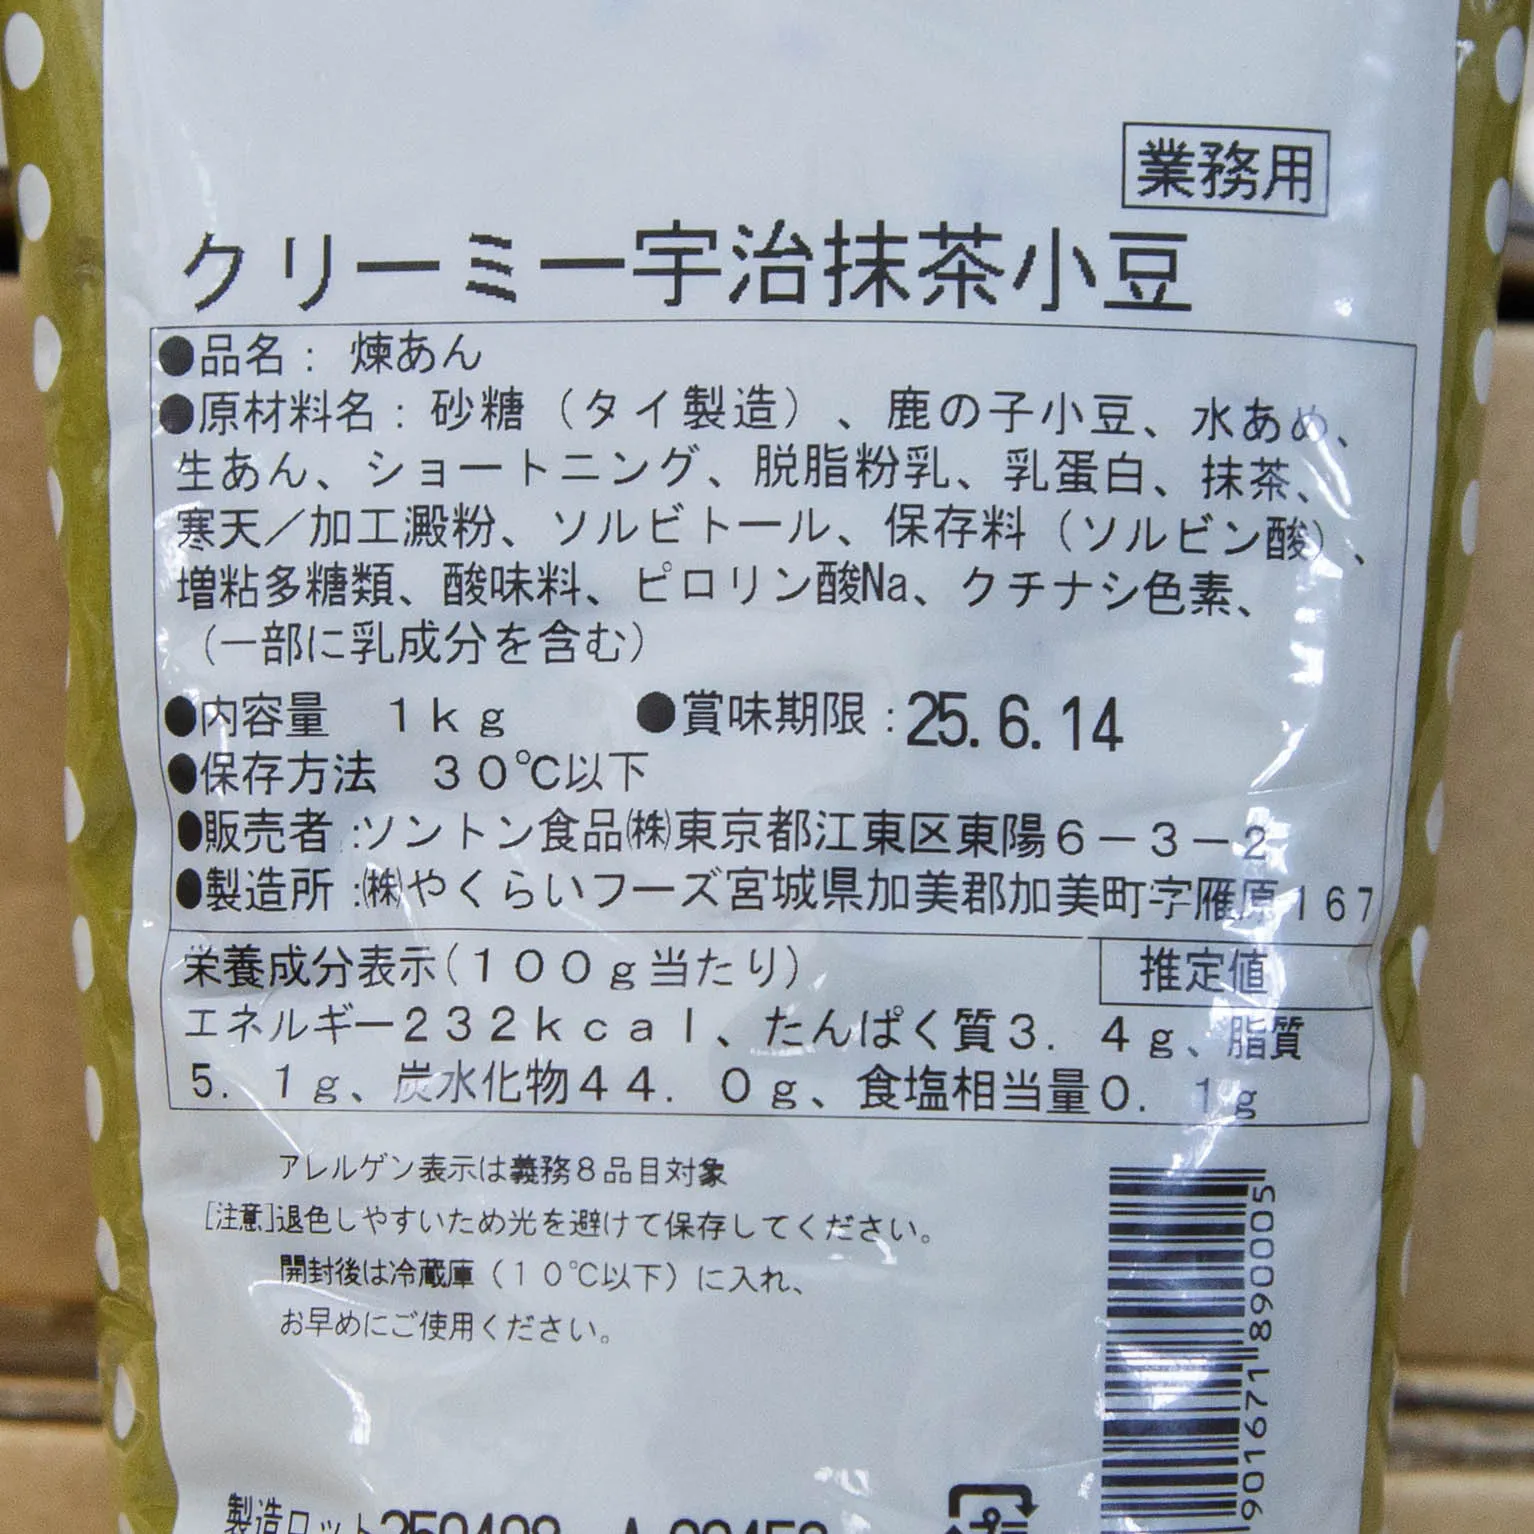 業務用
クリーミー宇治抹茶小豆
●品名： 煉あん
●原材料名：砂糖（タイ製造）、鹿の子小豆、水あめ、
生あん、ショートニング、脱脂粉乳、乳蛋白、抹茶、
寒天／加工澱粉、ソルビトール、保存料（ソルビン酸）、
増粘多糖類、酸味料、ピロリン酸Na、クチナシ色素、
（一部に乳成分を含む）
●内容量 １ｋｇ ●賞味期限：25.6.14
●保存方法 ３０℃以下
●販売者:ソントン食品㈱東京都江東区東陽６－３－２
●製造所:㈱やくらいフーズ宮城県加美郡加美町字雁原１６７
栄養成分表示（１００ｇ当たり） 推定値
エネルギー２３２ｋｃａｌ、たんぱく質３．４ｇ、脂質
５．１ｇ、炭水化物４４．０ｇ、食塩相当量０．１ｇ
アレルゲン表示は義務８品目対象
［注意］退色しやすいため光を避けて保存してください。
開封後は冷蔵庫（１０℃以下）に入れ、
お早めにご使用ください。
9016718900068 0005
製造ロット